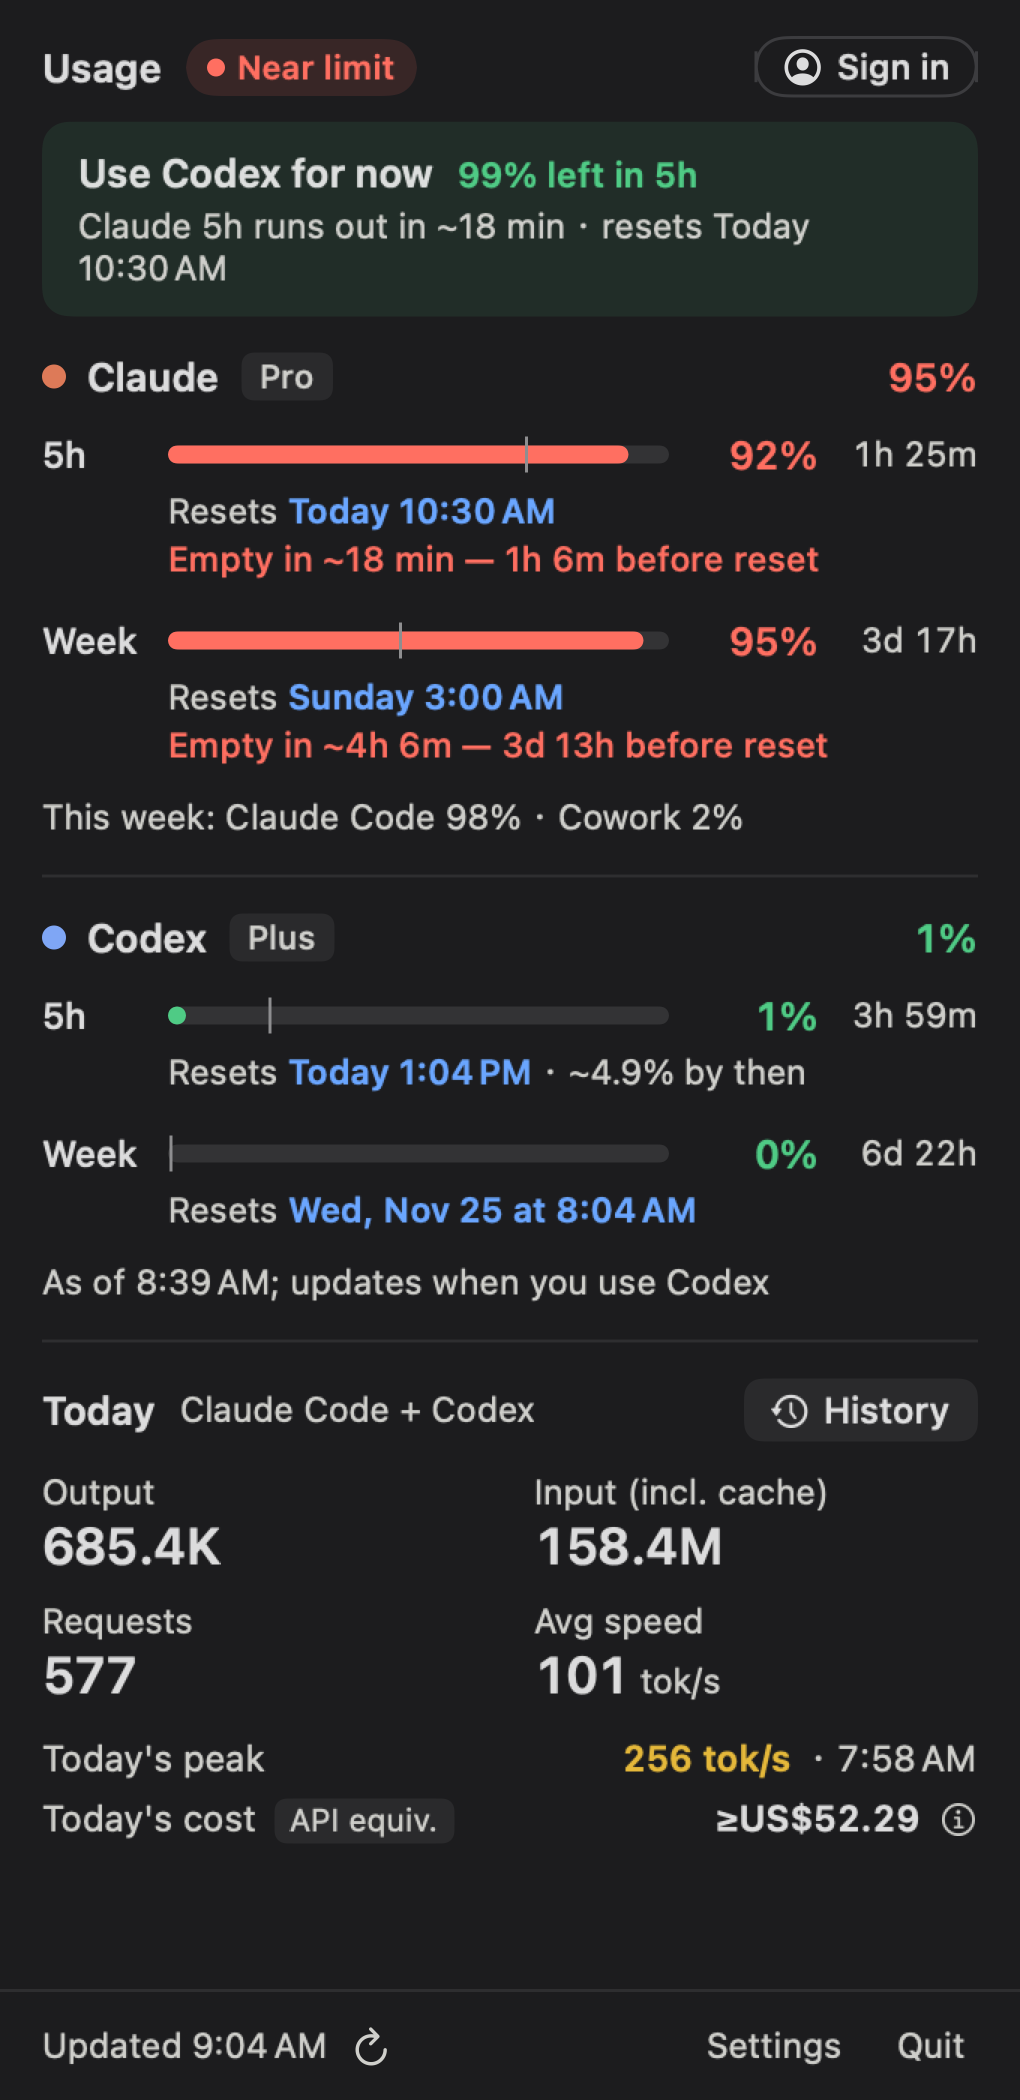 Usage Near limit Sign in
Use Codex for now 99% left in 5h
Claude 5h runs out in ~18 min · resets Today
10:30 AM
Claude Pro 95%
5h 92% 1h 25m
Resets Today 10:30 AM
Empty in ~18 min — 1h 6m before reset
Week 95% 3d 17h
Resets Sunday 3:00 AM
Empty in ~4h 6m — 3d 13h before reset
This week: Claude Code 98% · Cowork 2%
Codex Plus 1%
5h 1% 3h 59m
Resets Today 1:04 PM · ~4.9% by then
Week 0% 6d 22h
Resets Wed, Nov 25 at 8:04 AM
As of 8:39 AM; updates when you use Codex
Today Claude Code + Codex History
Output Input (incl. cache)
685.4K 158.4M
Requests Avg speed
577 101 tok/s
Today's peak 256 tok/s · 7:58 AM
Today's cost API equiv. ≥US$52.29
Updated 9:04 AM Settings Quit